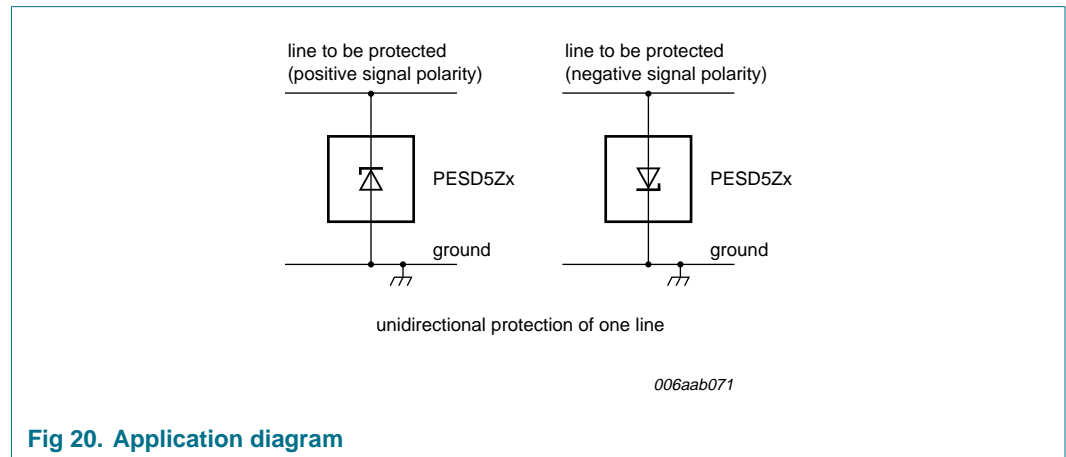 line to be protected
(positive signal polarity)
PESD5Zx
ground
line to be protected
(negative signal polarity)
PESD5Zx
ground
unidirectional protection of one line
006aab071
Fig 20. Application diagram